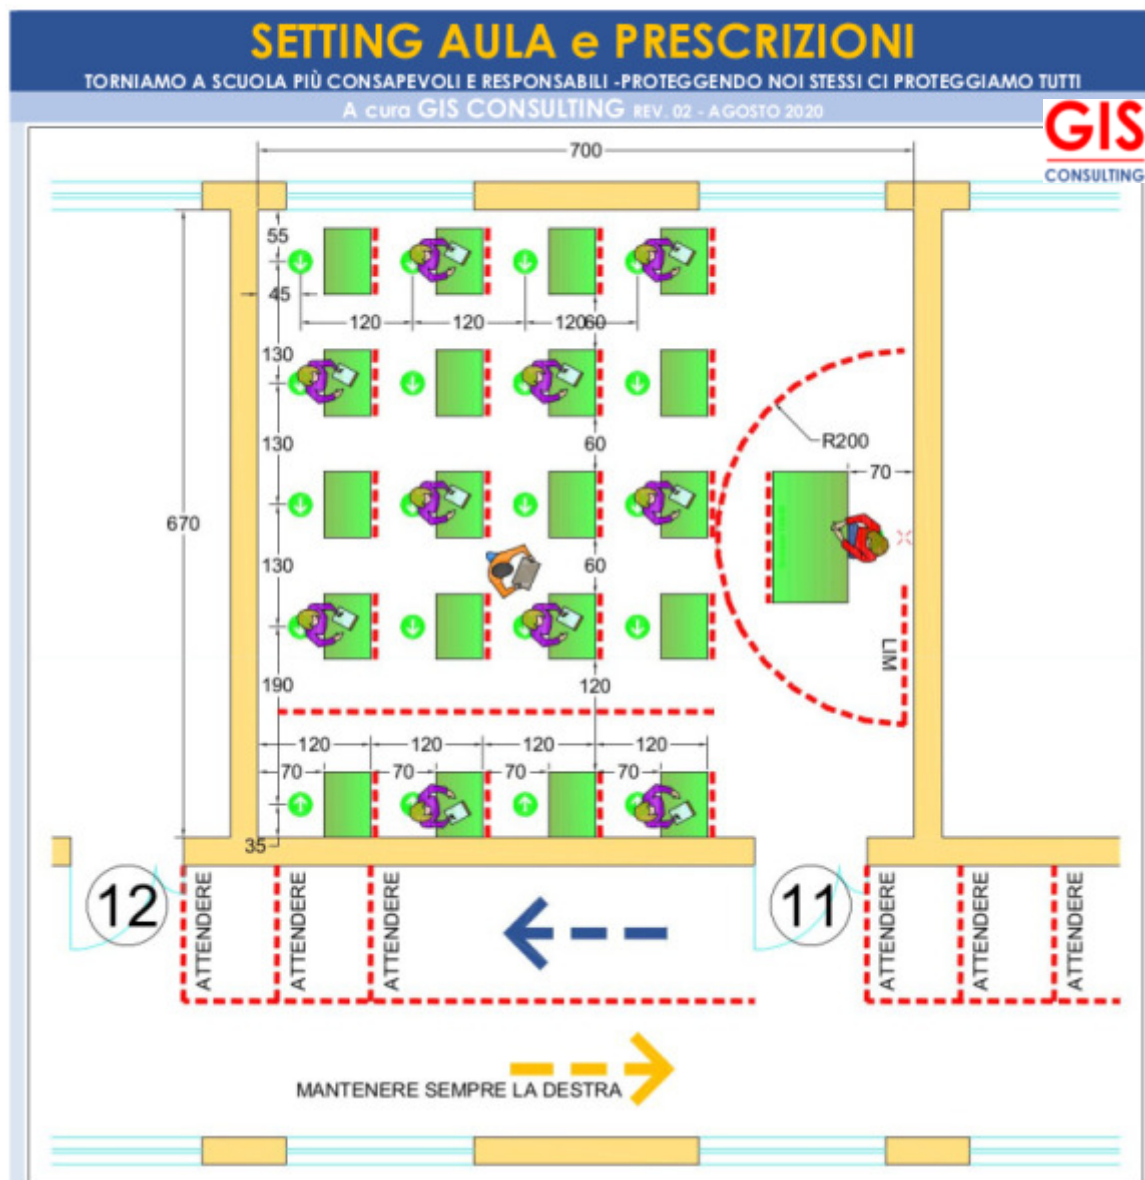 SETTING AULA e PRESCRIZIONI
TORNIAMO A SCUOLA PIÙ CONSAPEVOLI E RESPONSABILI -PROTEGGENDO NOI STESSI CI PROTEGGIAMO TUTTI
A cura GIS CONSULTING REV. 02 - AGOSTO 2020
GIS
CONSULTING
700
55
45
120 120 120 60
130
130 60 R200 70
670
130 60
LIM
190 120
120 120 120 120
70 70 70 70
35
12 ATTENDERE ATTENDERE ATTENDERE 11 ATTENDERE ATTENDERE ATTENDERE
MANTENERE SEMPRE LA DESTRA